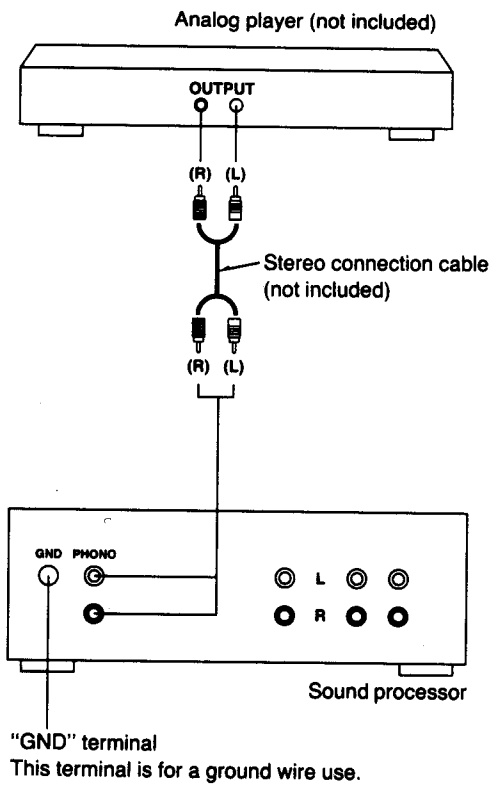 Analog player (not included)
OUTPUT
(R) (L)
Stereo connection cable
(not included)
(R) (L)
GND PHONO
L
R
Sound processor
"GND" terminal
This terminal is for a ground wire use.